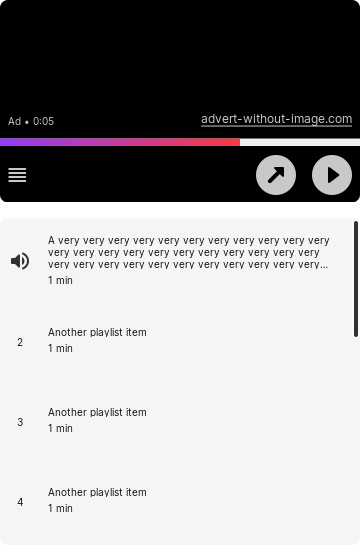 Ad • 0:05
advert-without-image.com
A very very very very very very very very very very very
very very very very very very very very very very very
very very very very very very very very very very very...
1 min
2
Another playlist item
1 min
3
Another playlist item
1 min
4
Another playlist item
1 min